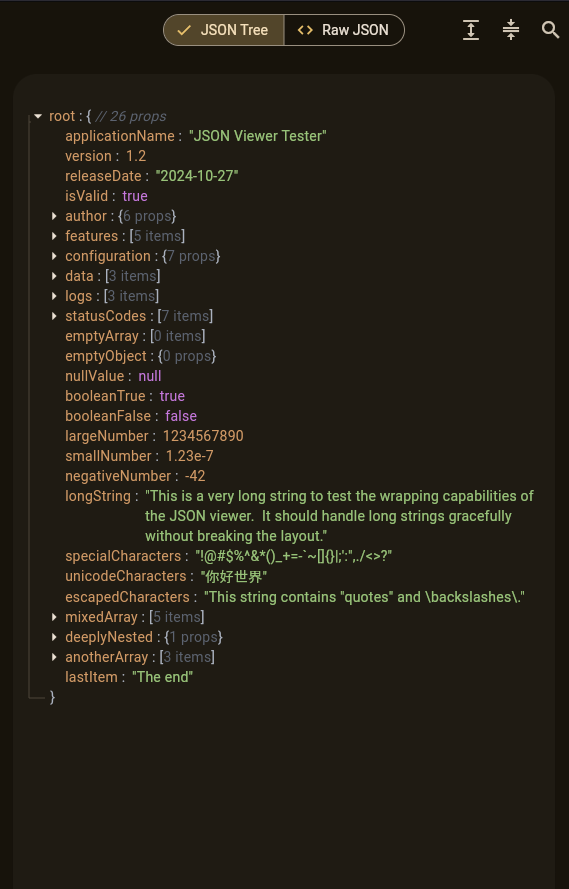 JSON Tree
Raw JSON
root : { // 26 props
applicationName : "JSON Viewer Tester"
version : 1.2
releaseDate : "2024-10-27"
isValid : true
author : {6 props}
features : [5 items]
configuration : {7 props}
data : [3 items]
logs : [3 items]
statusCodes : [7 items]
emptyArray : [0 items]
emptyObject : {0 props}
nullValue : null
booleanTrue : true
booleanFalse : false
largeNumber : 1234567890
smallNumber : 1.23e-7
negativeNumber : -42
longString : "This is a very long string to test the wrapping capabilities of
the JSON viewer.  It should handle long strings gracefully
without breaking the layout."
specialCharacters : "!@#$%^&*()_+=-`~[]{}|;':",./<>?"
unicodeCharacters : "你好世界"
escapedCharacters : "This string contains "quotes" and \backslashes\."
mixedArray : [5 items]
deeplyNested : {1 props}
anotherArray : [3 items]
lastItem : "The end"
}